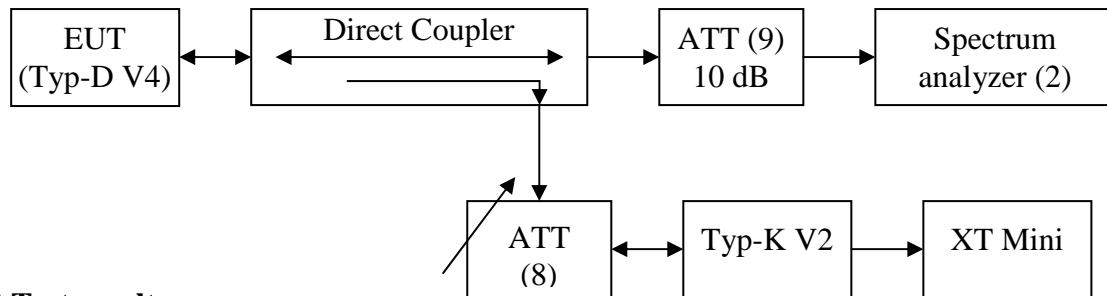 EUT
(Typ-D V4)
Direct Coupler
ATT (9)
10 dB
Spectrum
analyzer (2)
ATT
(8)
Typ-K V2
XT Mini